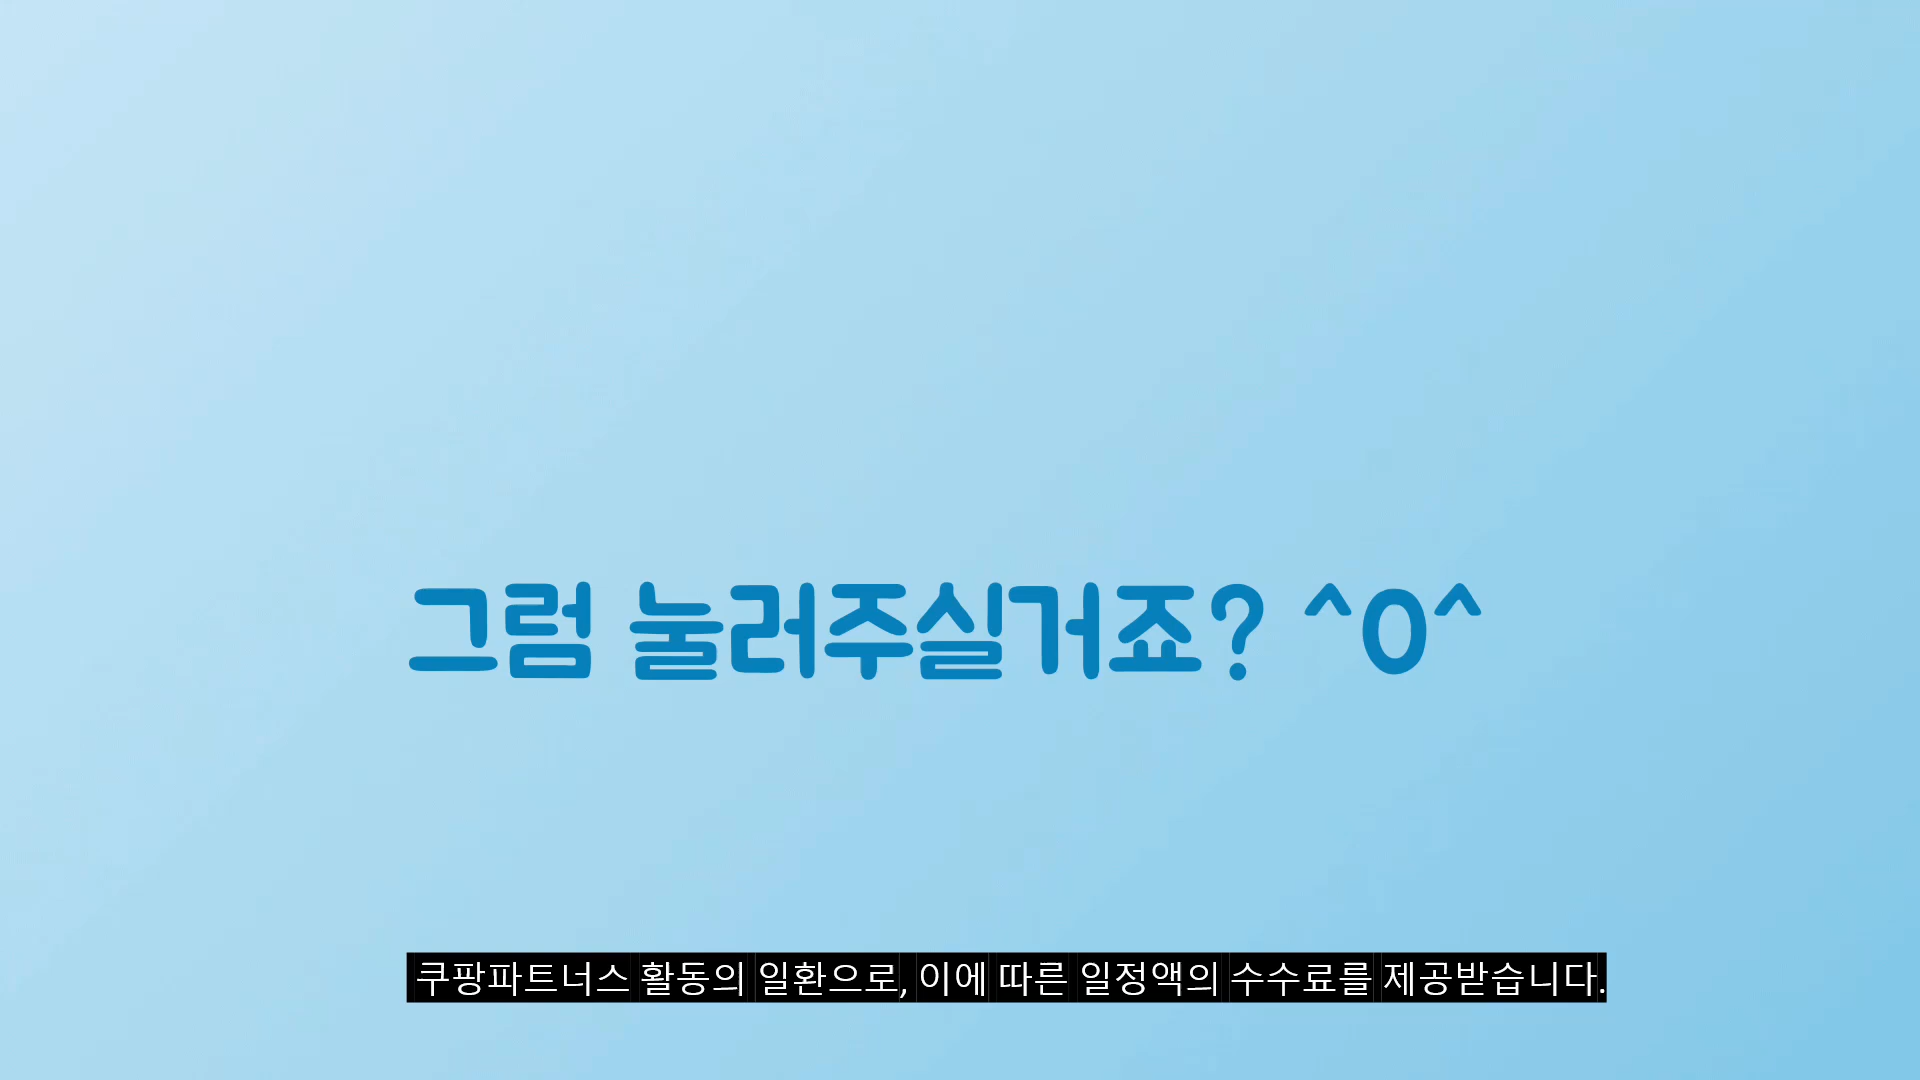 그럼 눌러주실거죠? ^0^
쿠팡파트너스 활동의 일환으로, 이에 따른 일정액의 수수료를 제공받습니다.